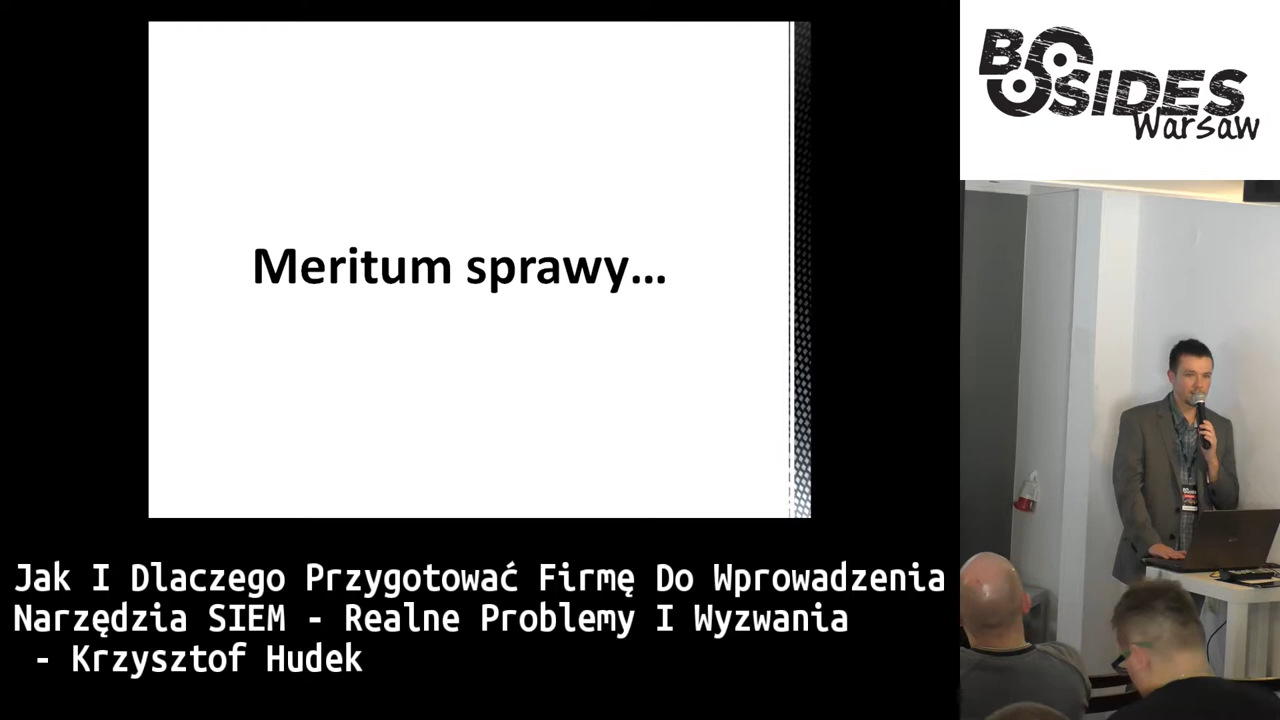 Meritum sprawy...
BSIDES
Warsaw
Jak I Dlaczego Przygotować Firmę Do Wprowadzenia
Narzędzia SIEM - Realne Problemy I Wyzwania
- Krzysztof Hudek